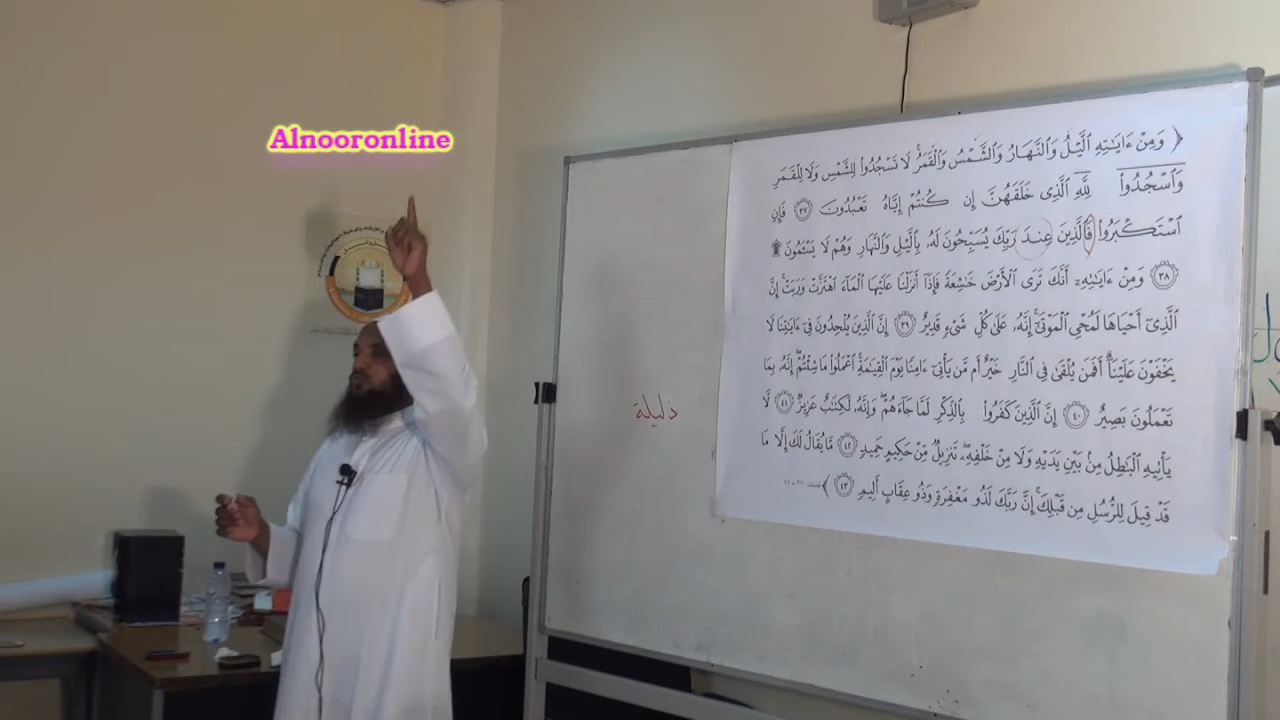 Alnooronline
وَمِنْ ءَايَـٰتِهِ ٱلَّيْلُ وَٱلنَّهَارُ وَٱلشَّمْسُ وَٱلْقَمَرُ ۚ لَا تَسْجُدُوا۟ لِلشَّمْسِ وَلَا لِلْقَمَرِ
وَٱسْجُدُوا۟ لِلَّهِ ٱلَّذِى خَلَقَهُنَّ إِن كُنتُمْ إِيَّاهُ تَعْبُدُونَ ٣٧ فَإِنِ
ٱسْتَكْبَرُوا۟ فَٱلَّذِينَ عِندَ رَبِّكَ يُسَبِّحُونَ لَهُۥ بِٱلَّيْلِ وَٱلنَّهَارِ وَهُمْ لَا يَسْـَٔمُونَ ۩
٣٨ وَمِنْ ءَايَـٰتِهِۦٓ أَنَّكَ تَرَى ٱلْأَرْضَ خَـٰشِعَةً فَإِذَآ أَنزَلْنَا عَلَيْهَا ٱلْمَآءَ ٱهْتَزَّتْ وَرَبَتْ ۚ إِنَّ
ٱلَّذِىٓ أَحْيَاهَا لَمُحْىِ ٱلْمَوْتَىٰٓ ۚ إِنَّهُۥ عَلَىٰ كُلِّ شَىْءٍ قَدِيرٌ ٣٩ إِنَّ ٱلَّذِينَ يُلْحِدُونَ فِىٓ ءَايَـٰتِنَا لَا
يَخْفَوْنَ عَلَيْنَآ ۗ أَفَمَن يُلْقَىٰ فِى ٱلنَّارِ خَيْرٌ أَم مَّن يَأْتِىٓ ءَامِنًا يَوْمَ ٱلْقِيَـٰمَةِ ۚ ٱعْمَلُوا۟ مَا شِئْتُمْ ۖ إِنَّهُۥ بِمَا
تَعْمَلُونَ بَصِيرٌ ٤٠ إِنَّ ٱلَّذِينَ كَفَرُوا۟ بِٱلذِّكْرِ لَمَّا جَآءَهُمْ ۖ وَإِنَّهُۥ لَكِتَـٰبٌ عَزِيزٌ ٤١ لَّا
يَأْتِيهِ ٱلْبَـٰطِلُ مِنۢ بَيْنِ يَدَيْهِ وَلَا مِنْ خَلْفِهِۦ ۖ تَنزِيلٌ مِّنْ حَكِيمٍ حَمِيدٍ ٤٢ مَّا يُقَالُ لَكَ إِلَّا مَا
قَدْ قِيلَ لِلرُّسُلِ مِن قَبْلِكَ ۚ إِنَّ رَبَّكَ لَذُو مَغْفِرَةٍ وَذُو عِقَابٍ أَلِيمٍ ٤٣
ذليلة